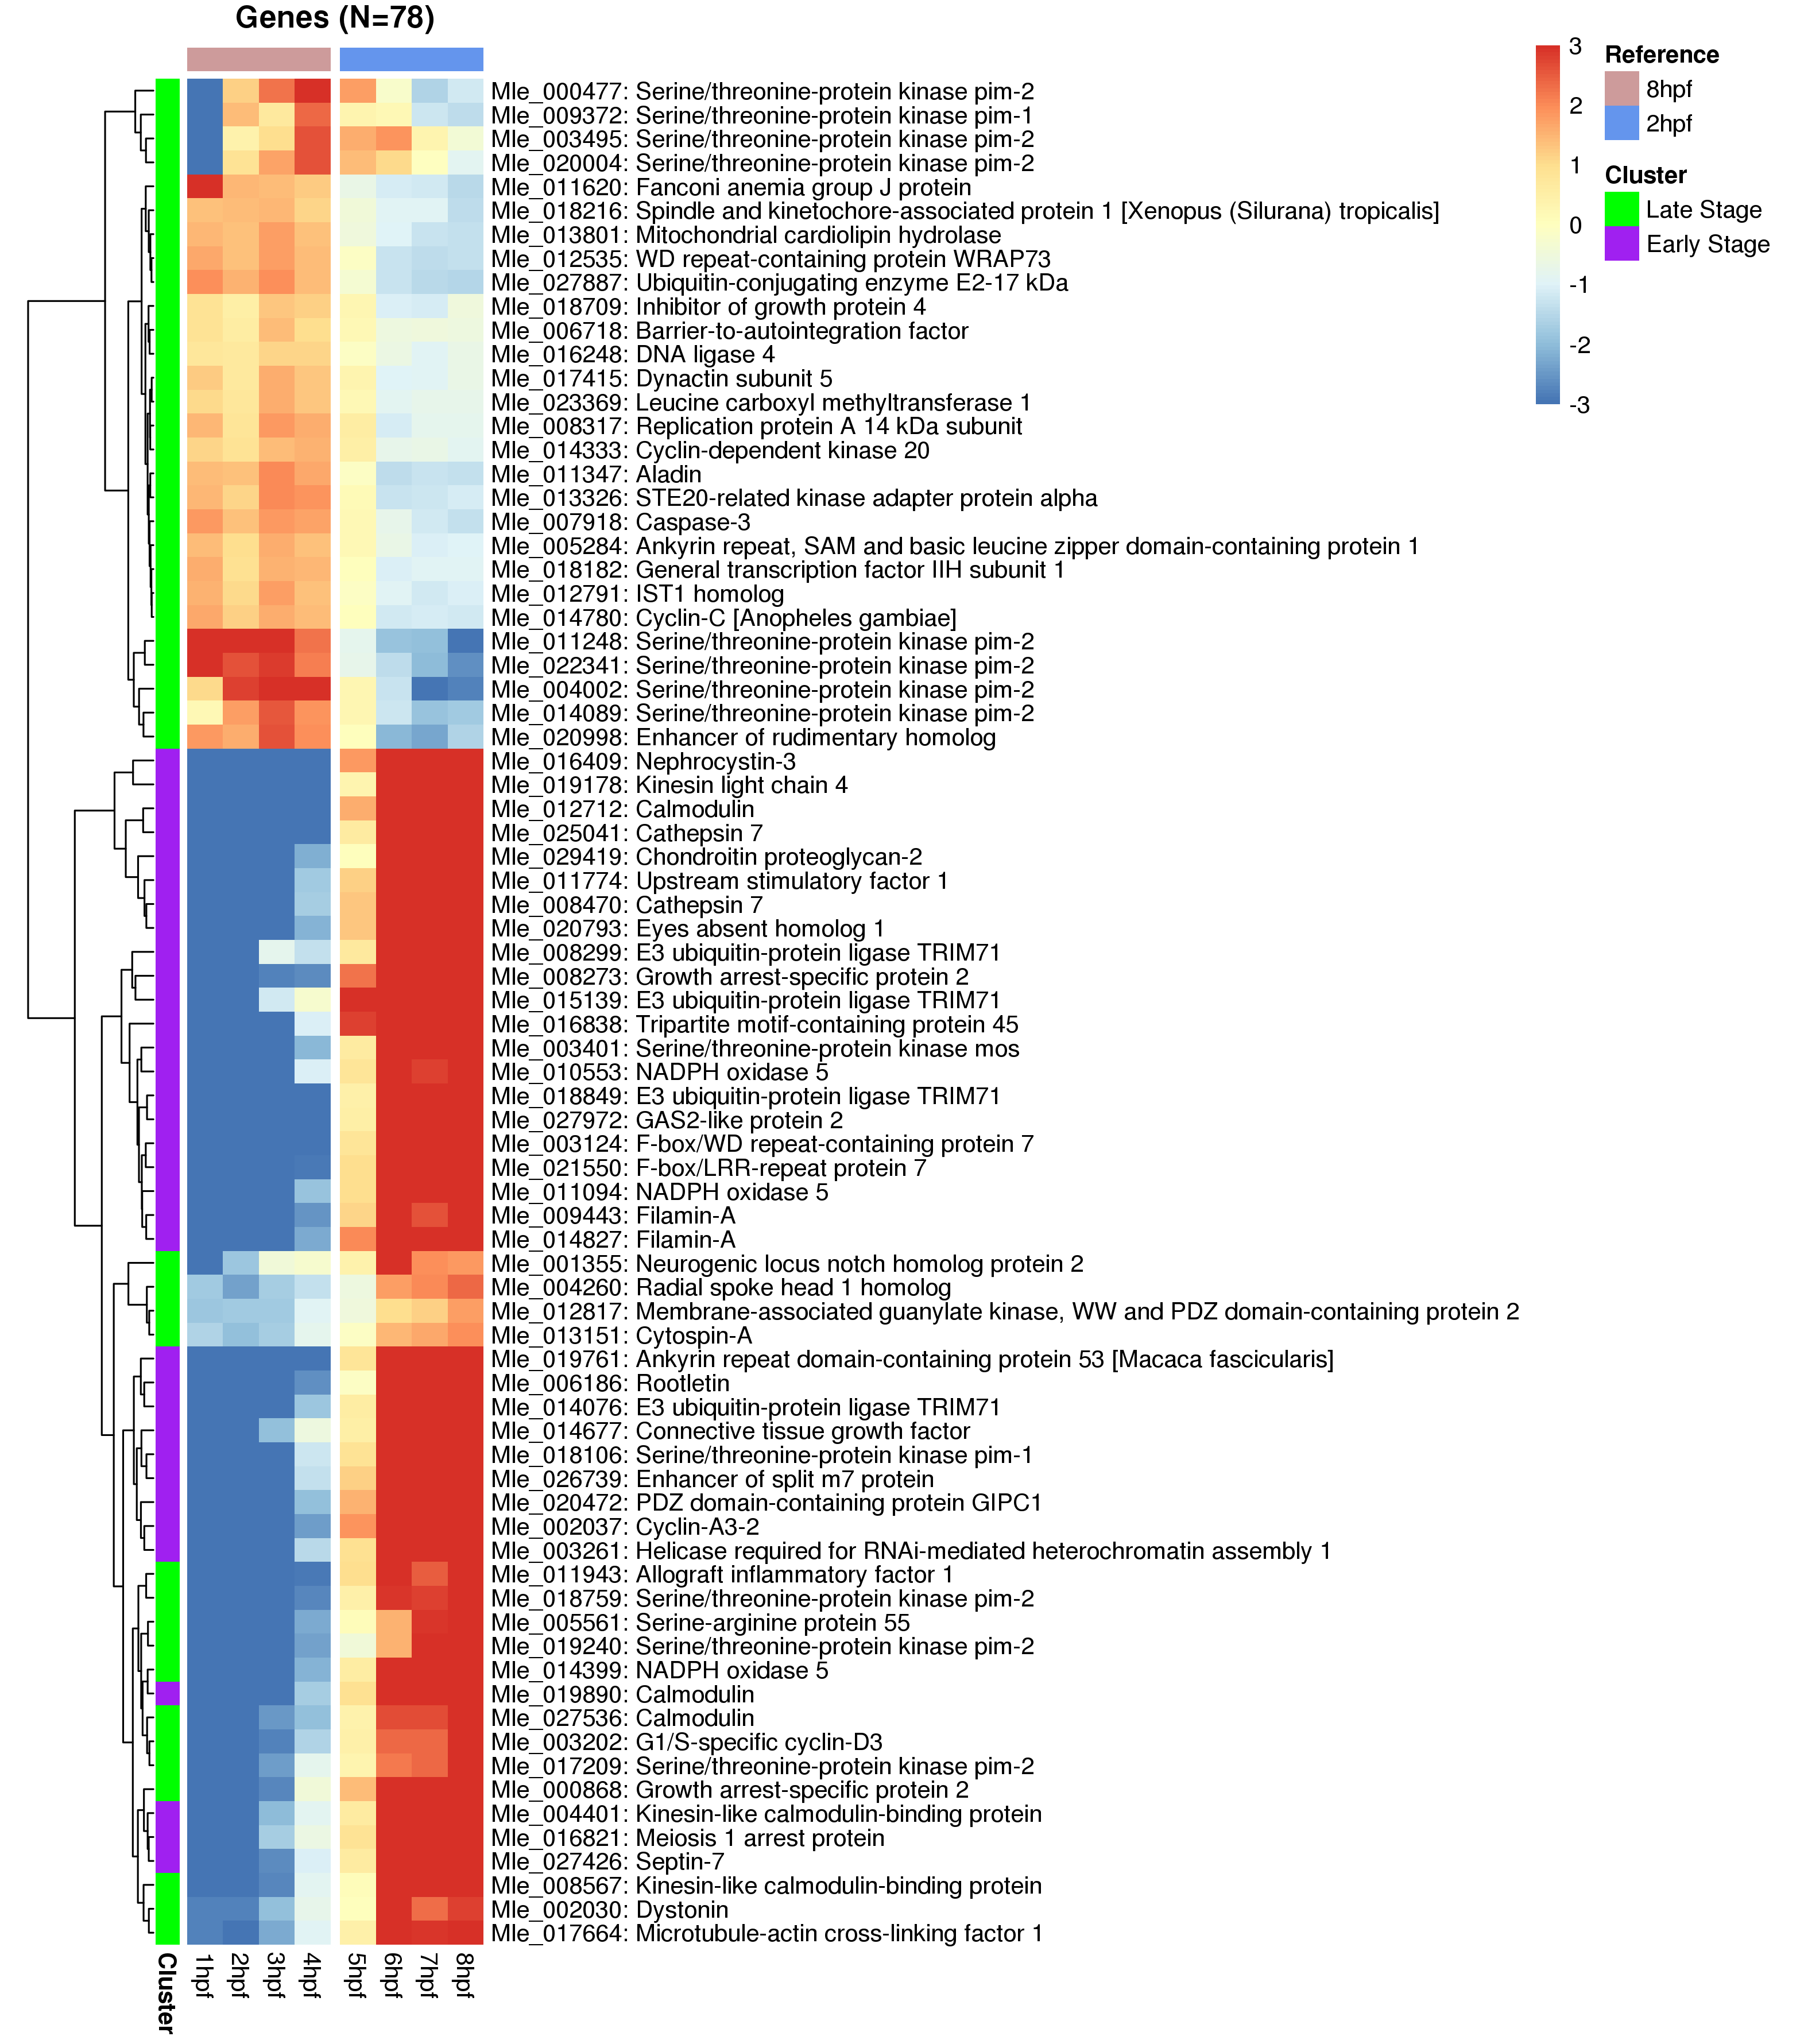 Genes (N=78)
Mle_000477: Serine/threonine-protein kinase pim-2
Mle_009372: Serine/threonine-protein kinase pim-1
Mle_003495: Serine/threonine-protein kinase pim-2
Mle_020004: Serine/threonine-protein kinase pim-2
Mle_011620: Fanconi anemia group J protein
Mle_018216: Spindle and kinetochore-associated protein 1 [Xenopus (Silurana) tropicalis]
Mle_013801: Mitochondrial cardiolipin hydrolase
Mle_012535: WD repeat-containing protein WRAP73
Mle_027887: Ubiquitin-conjugating enzyme E2-17 kDa
Mle_018709: Inhibitor of growth protein 4
Mle_006718: Barrier-to-autointegration factor
Mle_016248: DNA ligase 4
Mle_017415: Dynactin subunit 5
Mle_023369: Leucine carboxyl methyltransferase 1
Mle_008317: Replication protein A 14 kDa subunit
Mle_014333: Cyclin-dependent kinase 20
Mle_011347: Aladin
Mle_013326: STE20-related kinase adapter protein alpha
Mle_007918: Caspase-3
Mle_005284: Ankyrin repeat, SAM and basic leucine zipper domain-containing protein 1
Mle_018182: General transcription factor IIH subunit 1
Mle_012791: IST1 homolog
Mle_014780: Cyclin-C [Anopheles gambiae]
Mle_011248: Serine/threonine-protein kinase pim-2
Mle_022341: Serine/threonine-protein kinase pim-2
Mle_004002: Serine/threonine-protein kinase pim-2
Mle_014089: Serine/threonine-protein kinase pim-2
Mle_020998: Enhancer of rudimentary homolog
Mle_016409: Nephrocystin-3
Mle_019178: Kinesin light chain 4
Mle_012712: Calmodulin
Mle_025041: Cathepsin 7
Mle_029419: Chondroitin proteoglycan-2
Mle_011774: Upstream stimulatory factor 1
Mle_008470: Cathepsin 7
Mle_020793: Eyes absent homolog 1
Mle_008299: E3 ubiquitin-protein ligase TRIM71
Mle_008273: Growth arrest-specific protein 2
Mle_015139: E3 ubiquitin-protein ligase TRIM71
Mle_016838: Tripartite motif-containing protein 45
Mle_003401: Serine/threonine-protein kinase mos
Mle_010553: NADPH oxidase 5
Mle_018849: E3 ubiquitin-protein ligase TRIM71
Mle_027972: GAS2-like protein 2
Mle_003124: F-box/WD repeat-containing protein 7
Mle_021550: F-box/LRR-repeat protein 7
Mle_011094: NADPH oxidase 5
Mle_009443: Filamin-A
Mle_014827: Filamin-A
Mle_001355: Neurogenic locus notch homolog protein 2
Mle_004260: Radial spoke head 1 homolog
Mle_012817: Membrane-associated guanylate kinase, WW and PDZ domain-containing protein 2
Mle_013151: Cytospin-A
Mle_019761: Ankyrin repeat domain-containing protein 53 [Macaca fascicularis]
Mle_006186: Rootletin
Mle_014076: E3 ubiquitin-protein ligase TRIM71
Mle_014677: Connective tissue growth factor
Mle_018106: Serine/threonine-protein kinase pim-1
Mle_026739: Enhancer of split m7 protein
Mle_020472: PDZ domain-containing protein GIPC1
Mle_002037: Cyclin-A3-2
Mle_003261: Helicase required for RNAi-mediated heterochromatin assembly 1
Mle_011943: Allograft inflammatory factor 1
Mle_018759: Serine/threonine-protein kinase pim-2
Mle_005561: Serine-arginine protein 55
Mle_019240: Serine/threonine-protein kinase pim-2
Mle_014399: NADPH oxidase 5
Mle_019890: Calmodulin
Mle_027536: Calmodulin
Mle_003202: G1/S-specific cyclin-D3
Mle_017209: Serine/threonine-protein kinase pim-2
Mle_000868: Growth arrest-specific protein 2
Mle_004401: Kinesin-like calmodulin-binding protein
Mle_016821: Meiosis 1 arrest protein
Mle_027426: Septin-7
Mle_008567: Kinesin-like calmodulin-binding protein
Mle_002030: Dystonin
Mle_017664: Microtubule-actin cross-linking factor 1
Cluster
1hpf
2hpf
3hpf
4hpf
5hpf
6hpf
7hpf
8hpf
3
2
1
0
-1
-2
-3
Reference
8hpf
2hpf
Cluster
Late Stage
Early Stage